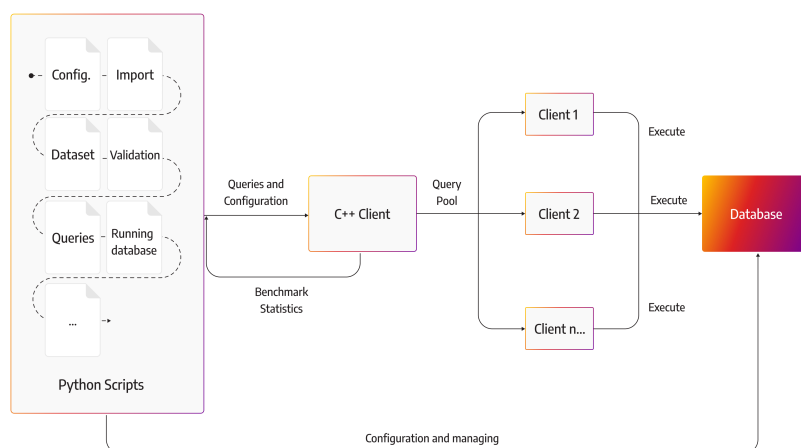 Config.
Import
Dataset
Validation
Queries
Running
database
...
Python Scripts
Queries and
Configuration
C++ Client
Benchmark
Statistics
Query
Pool
Client 1
Client 2
Client n...
Execute
Execute
Execute
Database
Configuration and managing